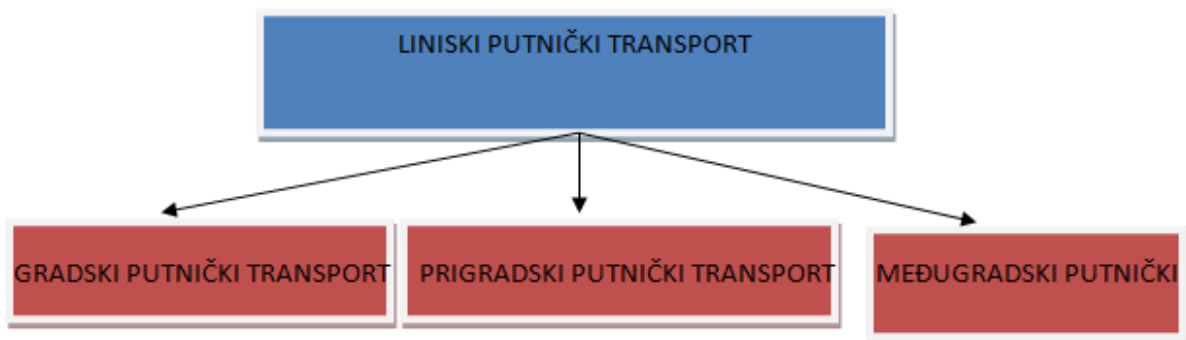 LINISKI PUTNIČKI TRANSPORT
GRADSKI PUTNIČKI TRANSPORT
PRIGRADSKI PUTNIČKI TRANSPORT
MEĐUGRADSKI PUTNIČKI